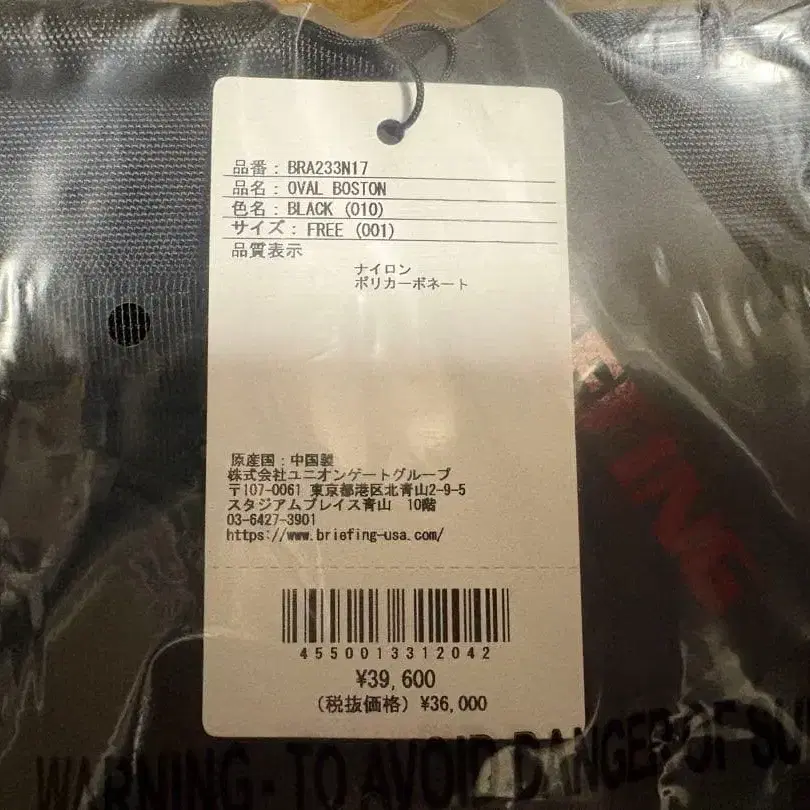 品番：BRA233N17
品名：OVAL BOSTON
色名：BLACK (010)
サイズ：FREE (001)
品質表示
ナイロン
ポリカーボネート
原産国：中国製
株式会社ユニオンゲートグループ
〒107-0061 東京都港区北青山2-9-5
スタジアムプレイス青山 10階
03-6427-3901
https://www.briefing-usa.com/
4550013312042
¥39,600
(税抜価格) ¥36,000
ING
WARNING - TO AVOID DANGER OF SU